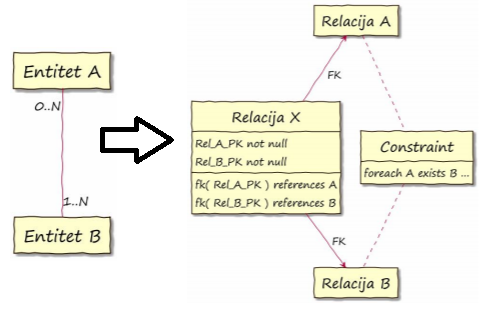 Entitet A
0..N
1..N
Entitet B
Relacija A
FK
Relacija X
Rel_A_PK not null
Rel_B_PK not null
fk( Rel_A_PK ) references A
fk( Rel_B_PK ) references B
Constraint
foreach A exists B ...
FK
Relacija B